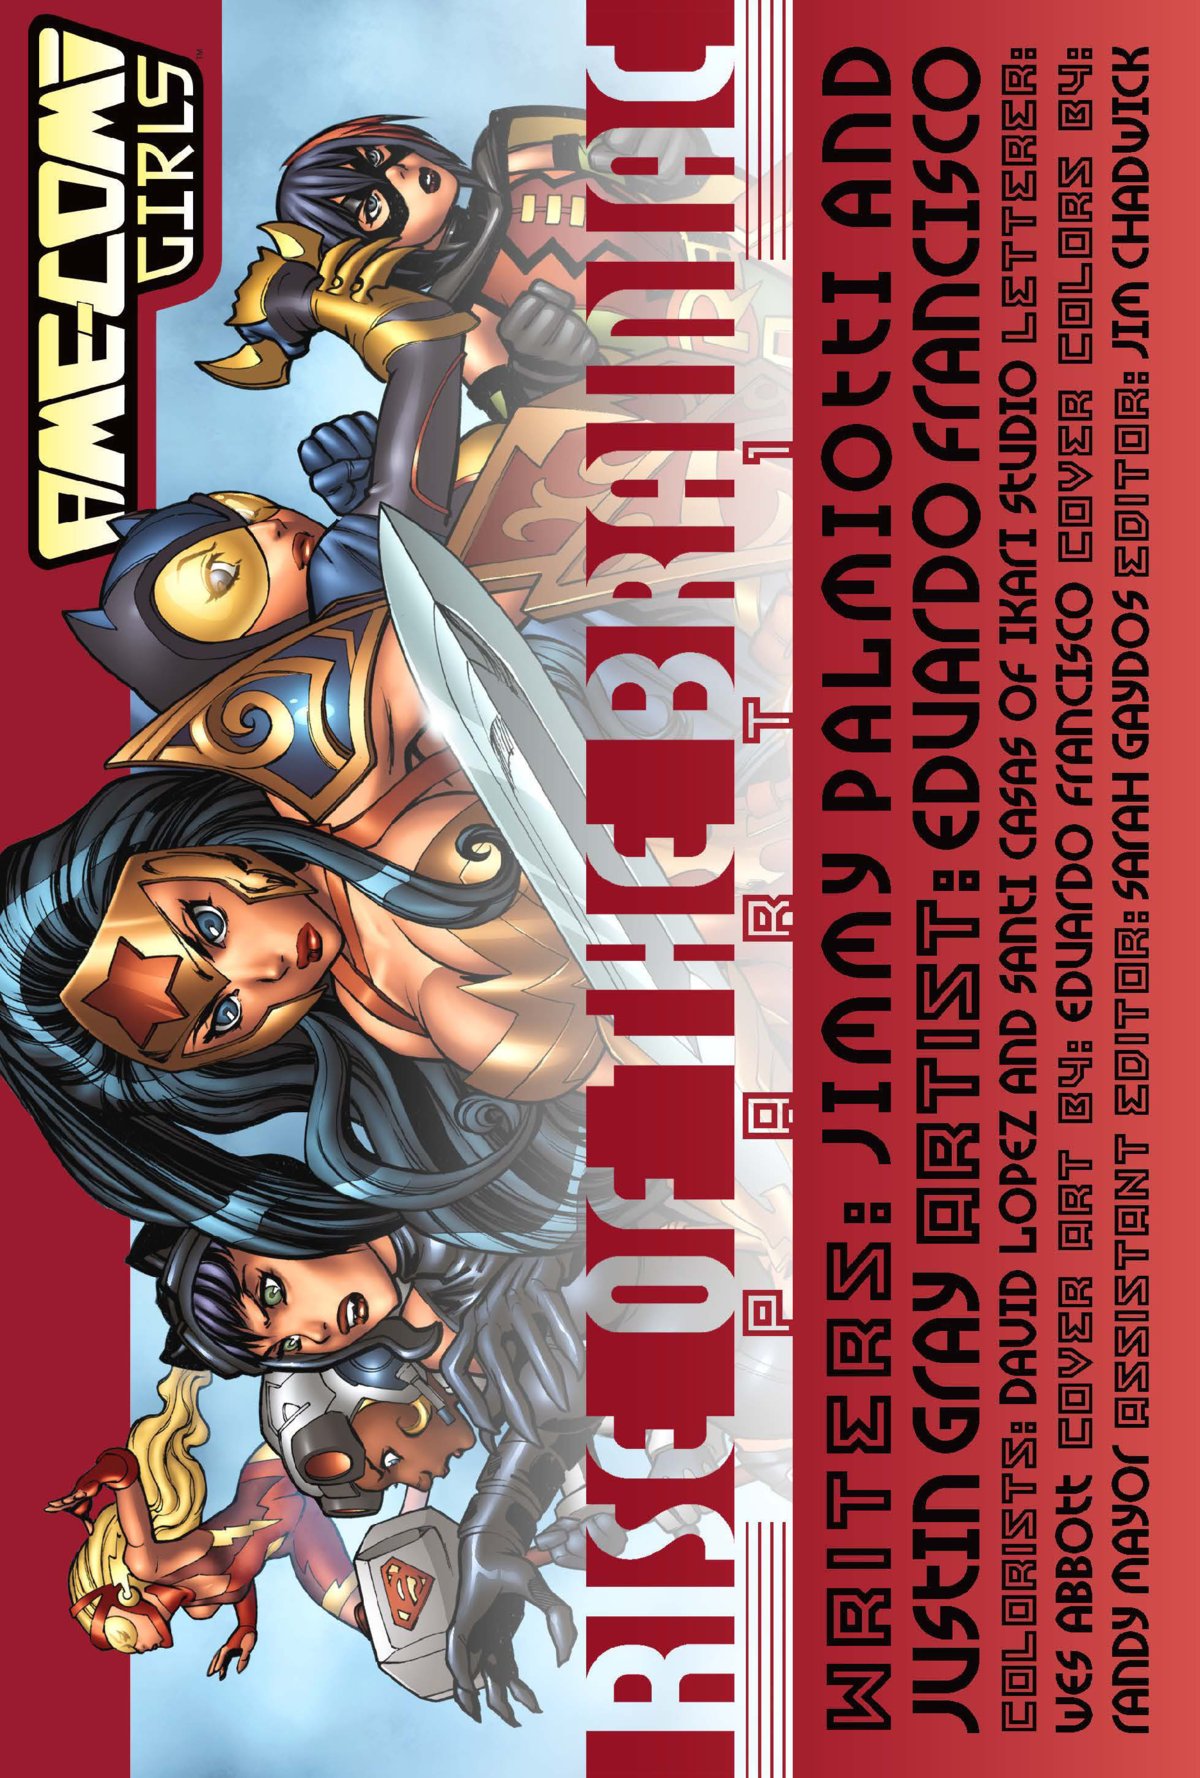 AME-COMI
GIRLS
™
RISE OF THE BRAINIAC
PART 1
WRITERS: JIMMY PALMIOTTI AND
JUSTIN GRAY ARTIST: EDUARDO FRANCISCO
COLORISTS: DAVID LOPEZ AND SANTI CASAS OF IKARI STUDIO LETTERER:
WES ABBOTT COVER ART BY: EDUARDO FRANCISCO COVER COLORS BY:
RANDY MAYOR ASSISTANT EDITOR: SARAH GAYDOS EDITOR: JIM CHADWICK